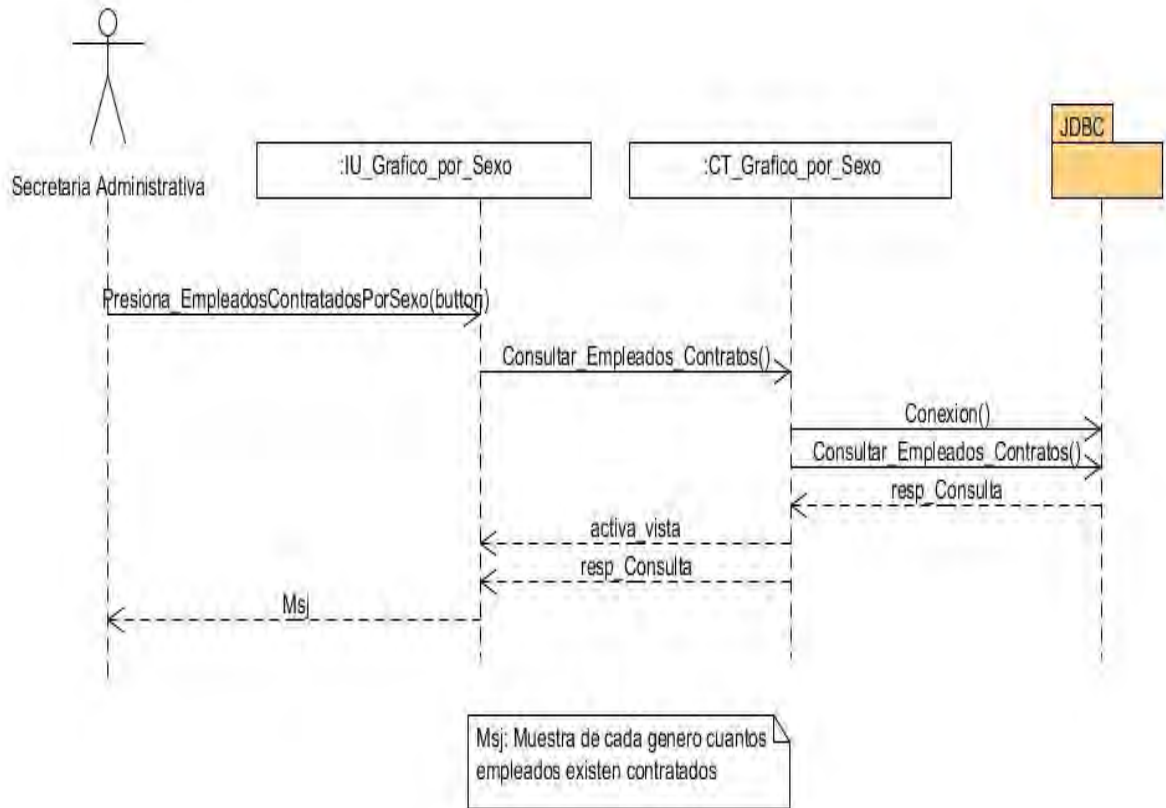 JDBC
:IU_Grafico_por_Sexo
:CT_Grafico_por_Sexo
Secretaria Administrativa
Presiona_EmpleadosContratadosPorSexo(button)
Consultar_Empleados_Contratos()
Conexion()
Consultar_Empleados_Contratos()
resp_Consulta
activa_vista
resp_Consulta
Msj
Msj: Muestra de cada genero cuantos
empleados existen contratados